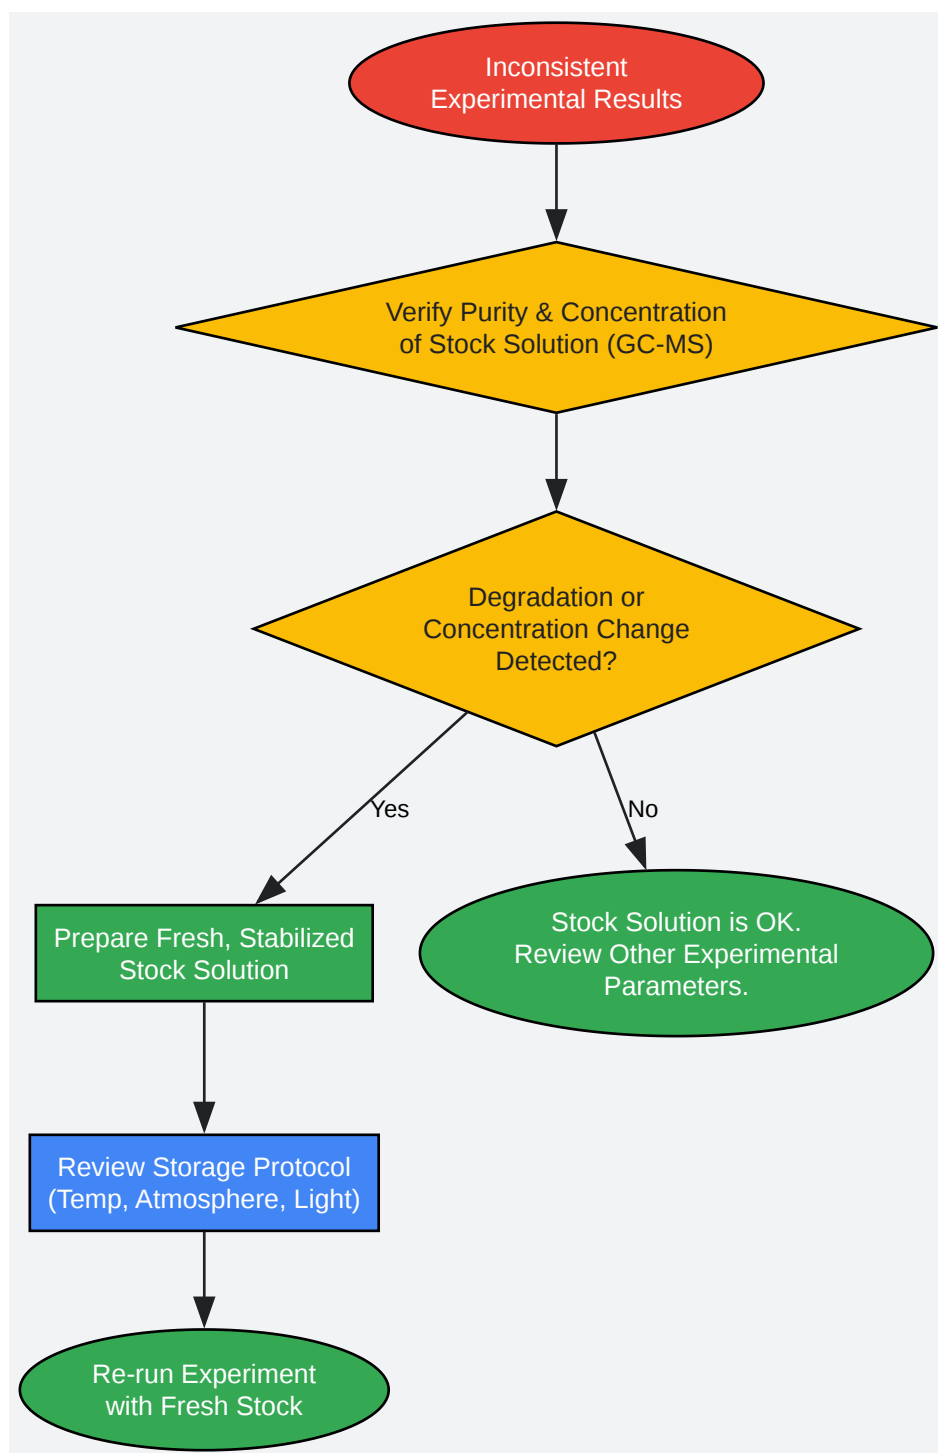 Inconsistent
Experimental Results
Verify Purity & Concentration
of Stock Solution (GC-MS)
Degradation or
Concentration Change
Detected?
Yes
No
Prepare Fresh, Stabilized
Stock Solution
Stock Solution is OK.
Review Other Experimental
Parameters.
Review Storage Protocol
(Temp, Atmosphere, Light)
Re-run Experiment
with Fresh Stock